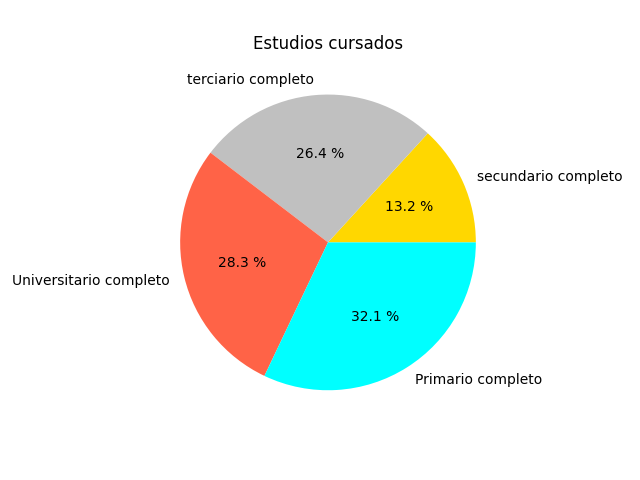 Estudios cursados
terciario completo
26.4 %
secundario completo
13.2 %
28.3 %
Universitario completo
32.1 %
Primario completo